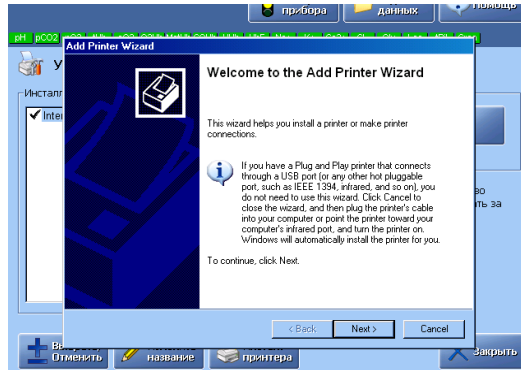 прибора
данных
помощь
pH pCO2
Add Printer Wizard
Инсталл
Inte
Welcome to the Add Printer Wizard
This wizard helps you install a printer or make printer
connections.
If you have a Plug and Play printer that connects
through a USB port (or any other hot pluggable
port, such as IEEE 1394, infrared, and so on), you
do not need to use this wizard. Click Cancel to
close the wizard, and then plug the printer's cable
into your computer or point the printer toward your
computer's infrared port, and turn the printer on.
Windows will automatically install the printer for you.
To continue, click Next.
< Back
Next >
Cancel
Отменить
название
принтера
Закрыть